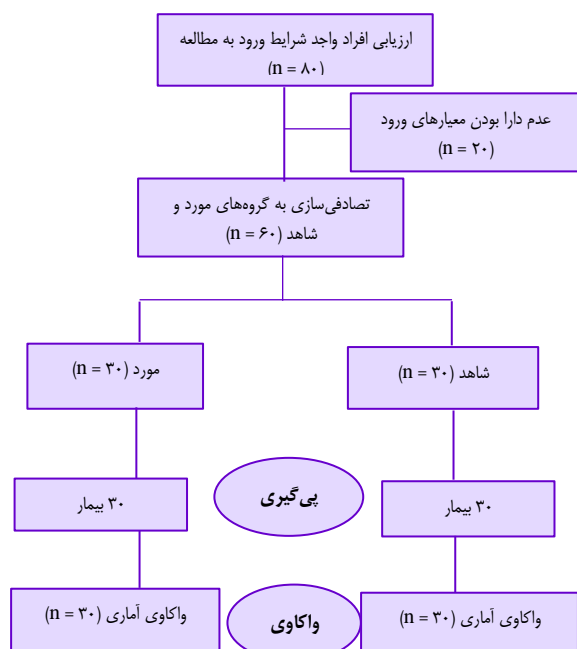 ارزیابی افراد واجد شرایط ورود به مطالعه
(n = ۸۰)
عدم دارا بودن معیارهای ورود
(n = ۲۰)
تصادفی‌سازی به گروه‌های مورد و
شاهد (n = ۶۰)
شاهد (n = ۳۰)
مورد (n = ۳۰)
۳۰ بیمار
پی‌گیری
۳۰ بیمار
واکاوی آماری (n = ۳۰)
واکاوی
واکاوی آماری (n = ۳۰)